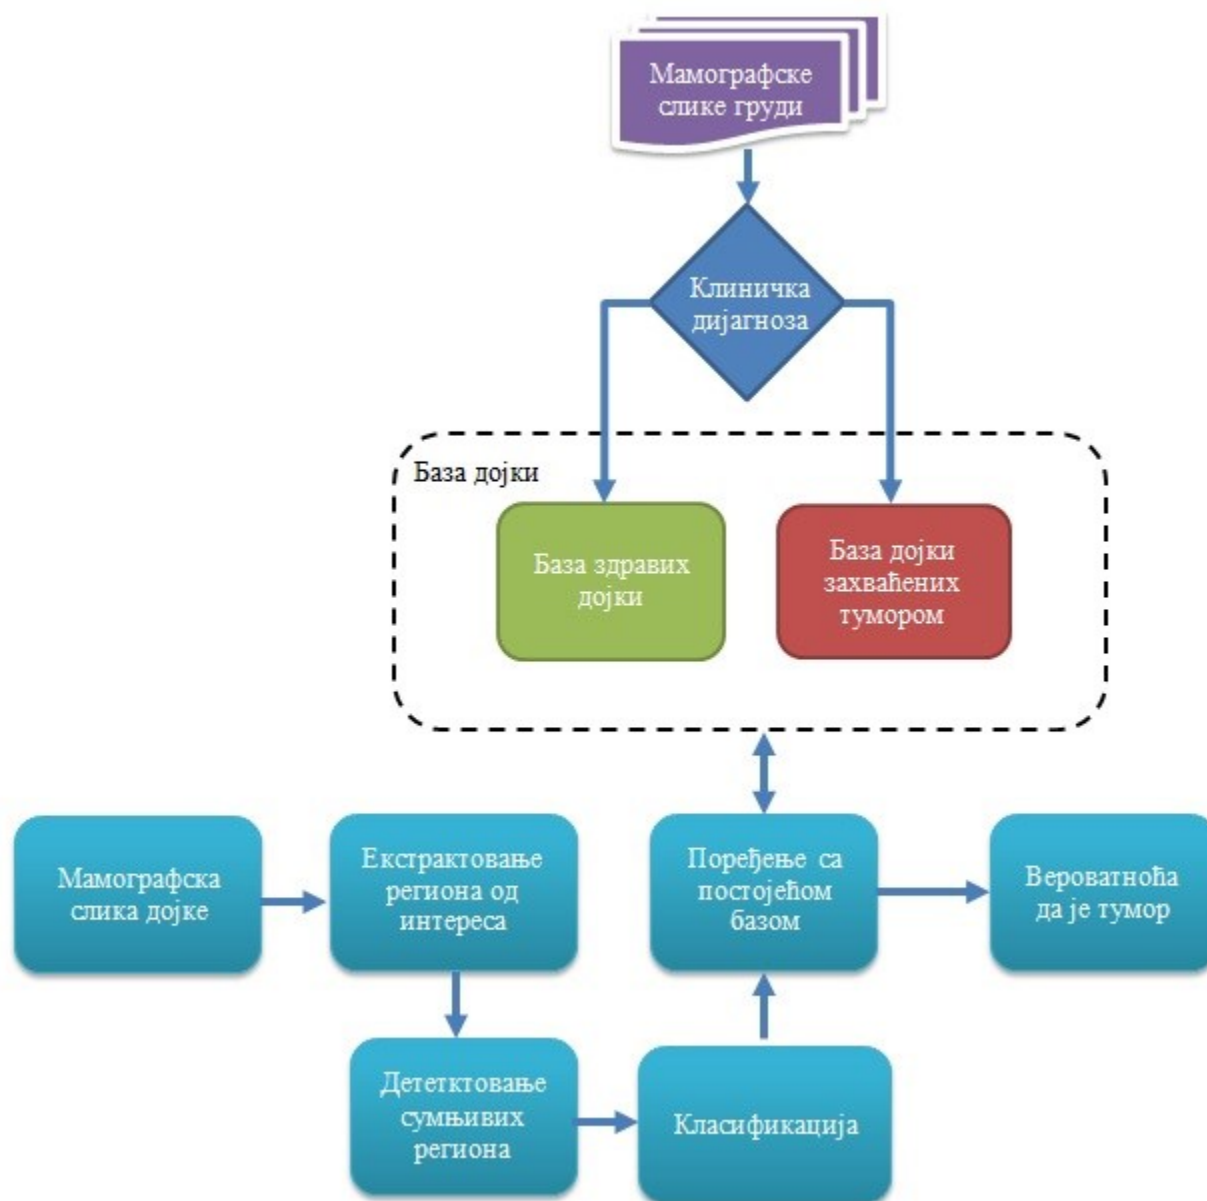 Мамографске
слике груди
Клиничка
дијагноза
База дојки
База здравих
дојки
База дојки
захваћених
тумором
Мамографска
слика дојке
Екстрактовање
региона од
интереса
Поређење са
постојећом
базом
Вероватноћа
да је тумор
Дететктовање
сумњивих
региона
Класификација